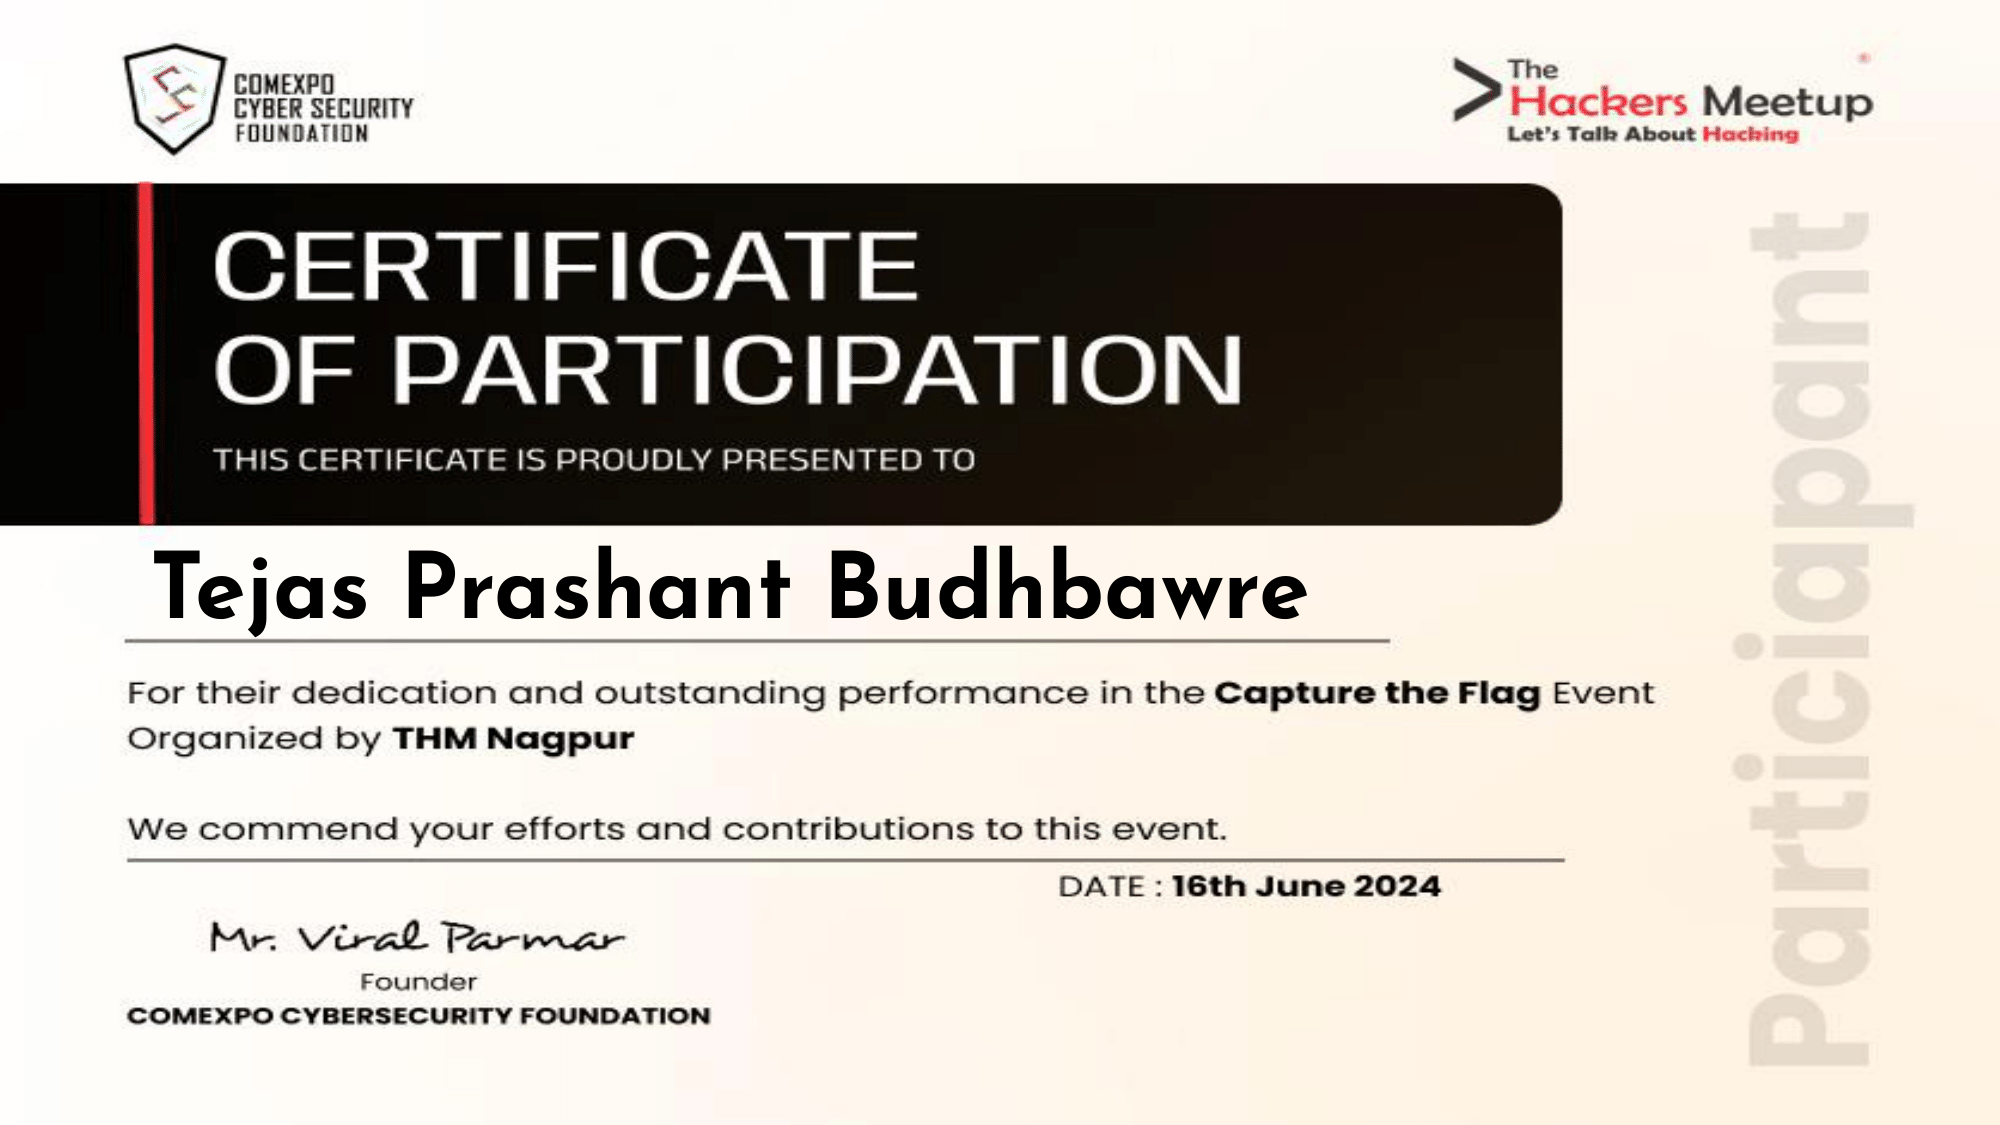 COMEXPO
CYBER SECURITY
FOUNDATION
The
Hackers Meetup
Let's Talk About Hacking
CERTIFICATE
OF PARTICIPATION
THIS CERTIFICATE IS PROUDLY PRESENTED TO
Tejas Prashant Budhbawre
For their dedication and outstanding performance in the Capture the Flag Event
Organized by THM Nagpur
We commend your efforts and contributions to this event.
DATE : 16th June 2024
Mr. Viral Parmar
Founder
COMEXPO CYBERSECURITY FOUNDATION
Particiapant